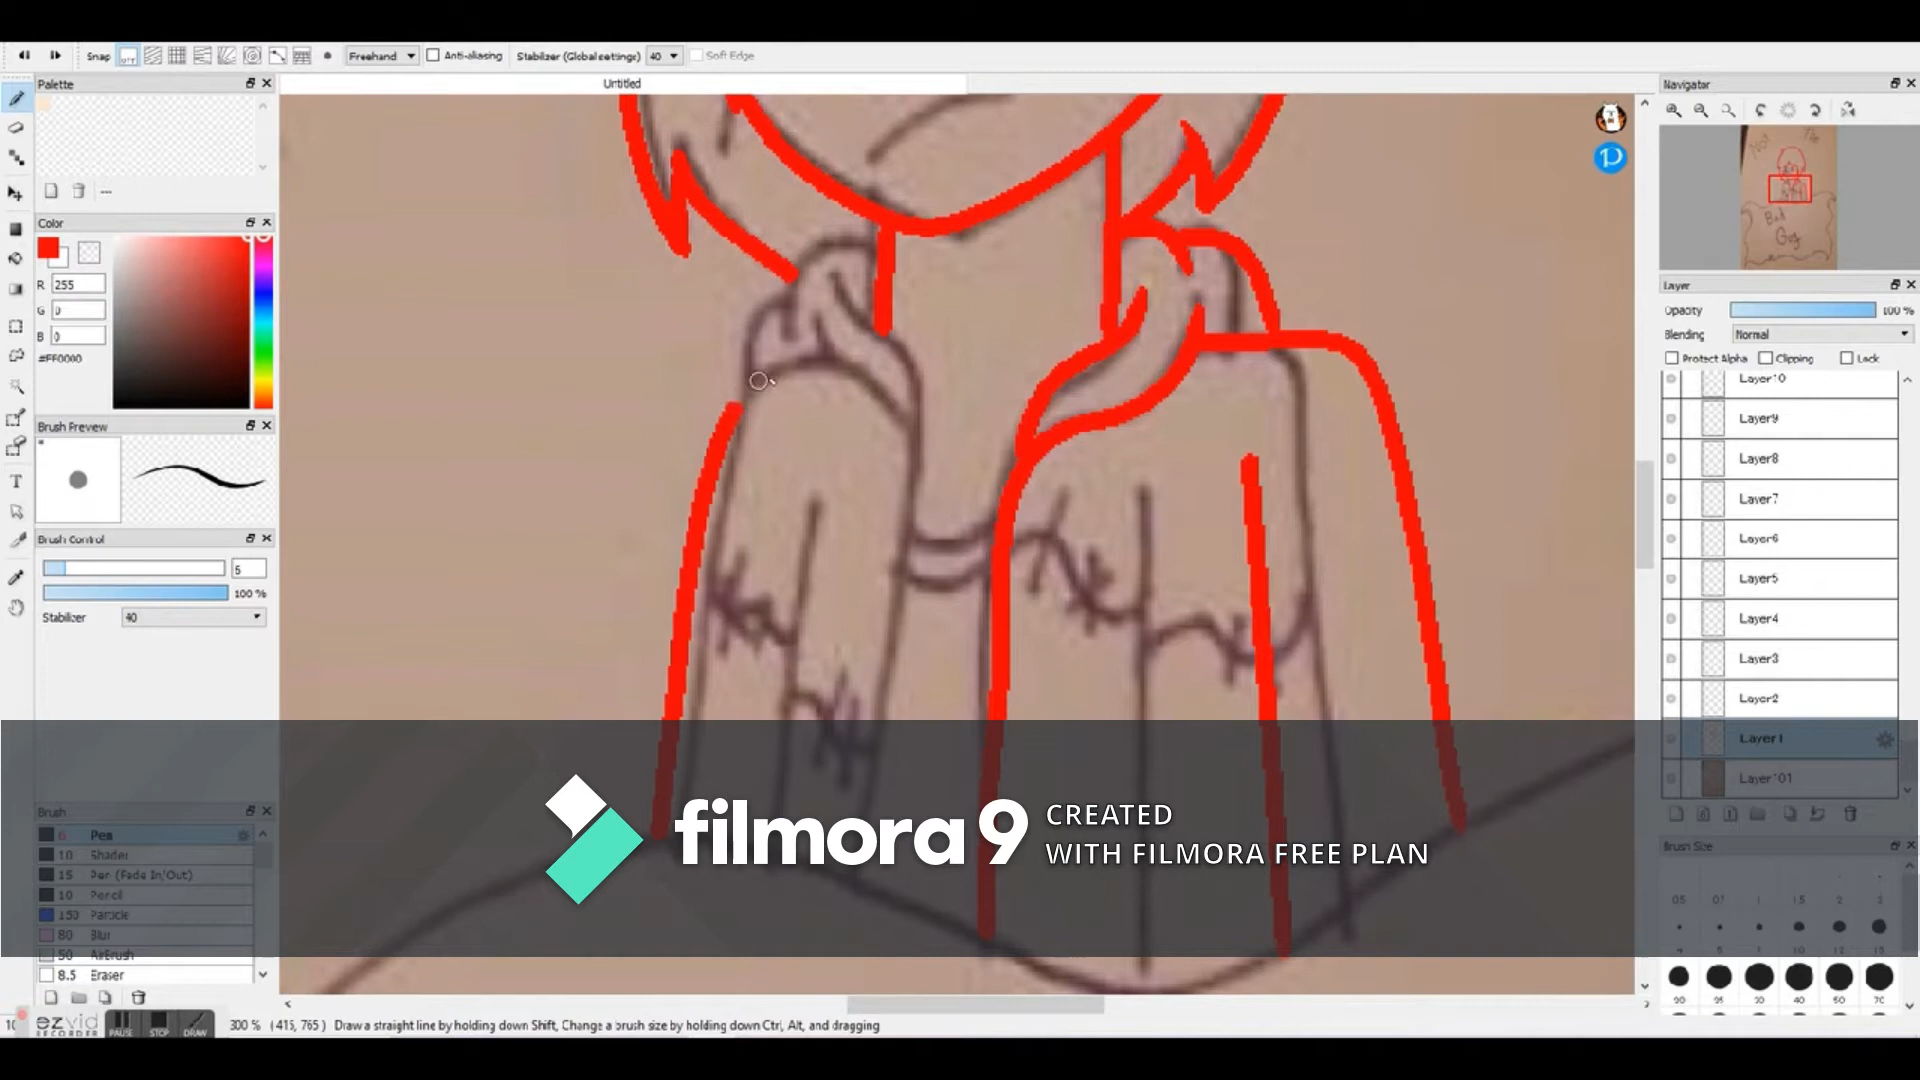 Snap
Freehand
Anti-aliasing
Stabilizer (Global settings)
40
Soft Edge
Palette
Untitled
Navigator
Color
R 255
G 0
B 0
#FF0000
Layer
Opacity
100 %
Blending
Normal
Protect Alpha
Clipping
Lock
Layer10
Layer9
Layer8
Layer7
Layer6
Layer5
Layer4
Layer3
Layer2
Layer1
Layer101
Brush Preview
Brush Control
5
100 %
Stabilizer
40
Bad
Guy
filmora 9
CREATED
WITH FILMORA FREE PLAN
Brush
6 Pen
10 Shader
15 Pen (Fade In/Out)
10 Pencil
150 Particle
80 Blur
50 AirBrush
8.5 Eraser
Brush Size
1
1.5
2
3
10
12
15
20
25
30
40
50
70
ezvid
RECORDER
PAUSE
STOP
DRAW
300 % ( 415, 765 ) Draw a straight line by holding down Shift, Change a brush size by holding down Ctrl, Alt, and dragging